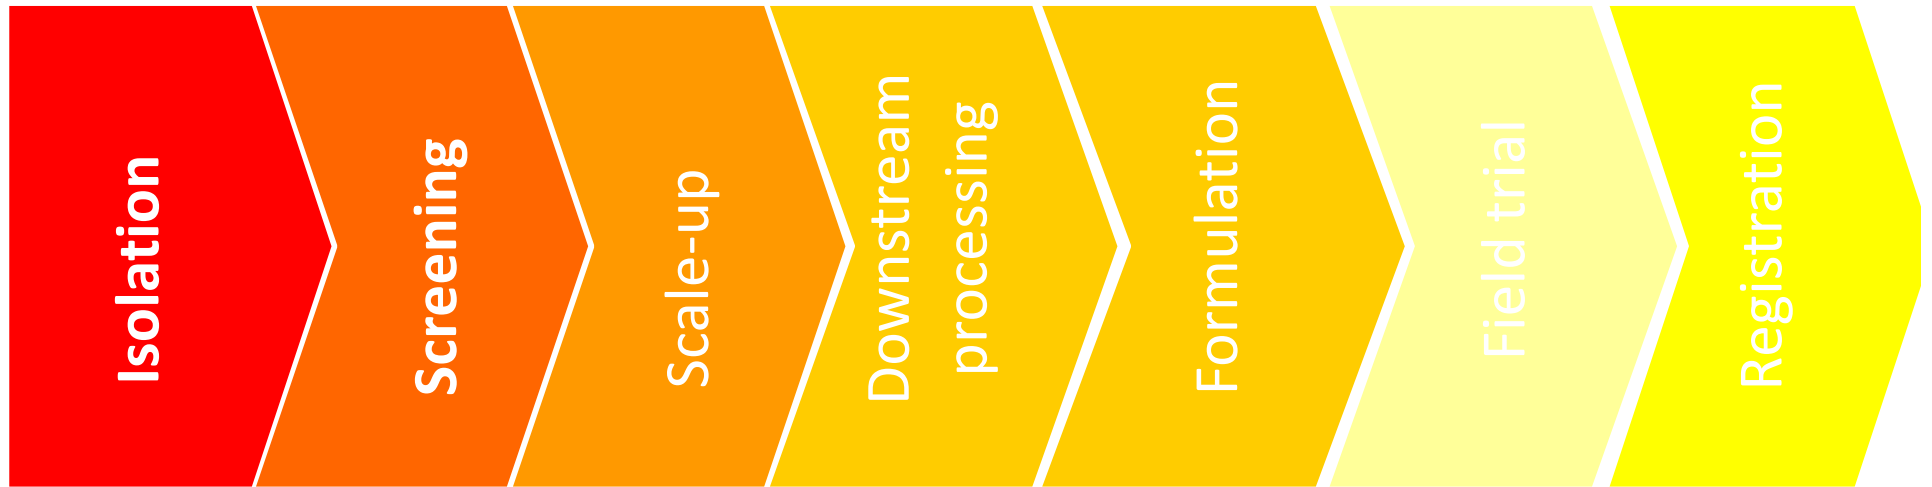 Isolation
Screening
Scale-up
Downstream
processing
Formulation
Field trial
Registration